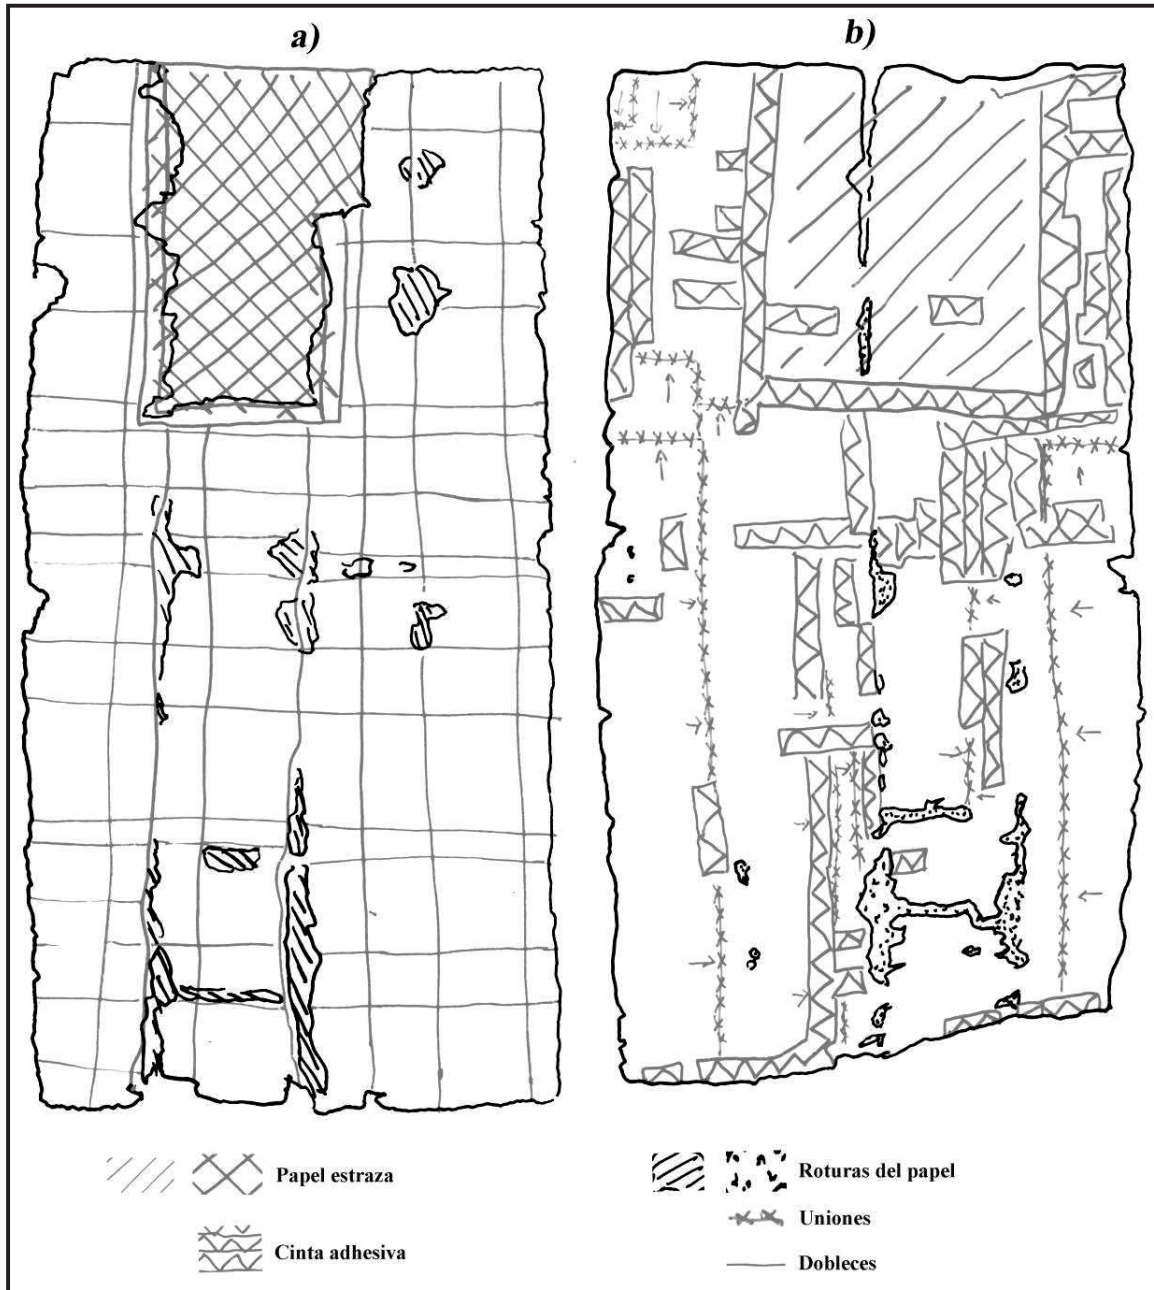 a)
b)
Papel estraza
Cinta adhesiva
Roturas del papel
Uniones
Dobleces